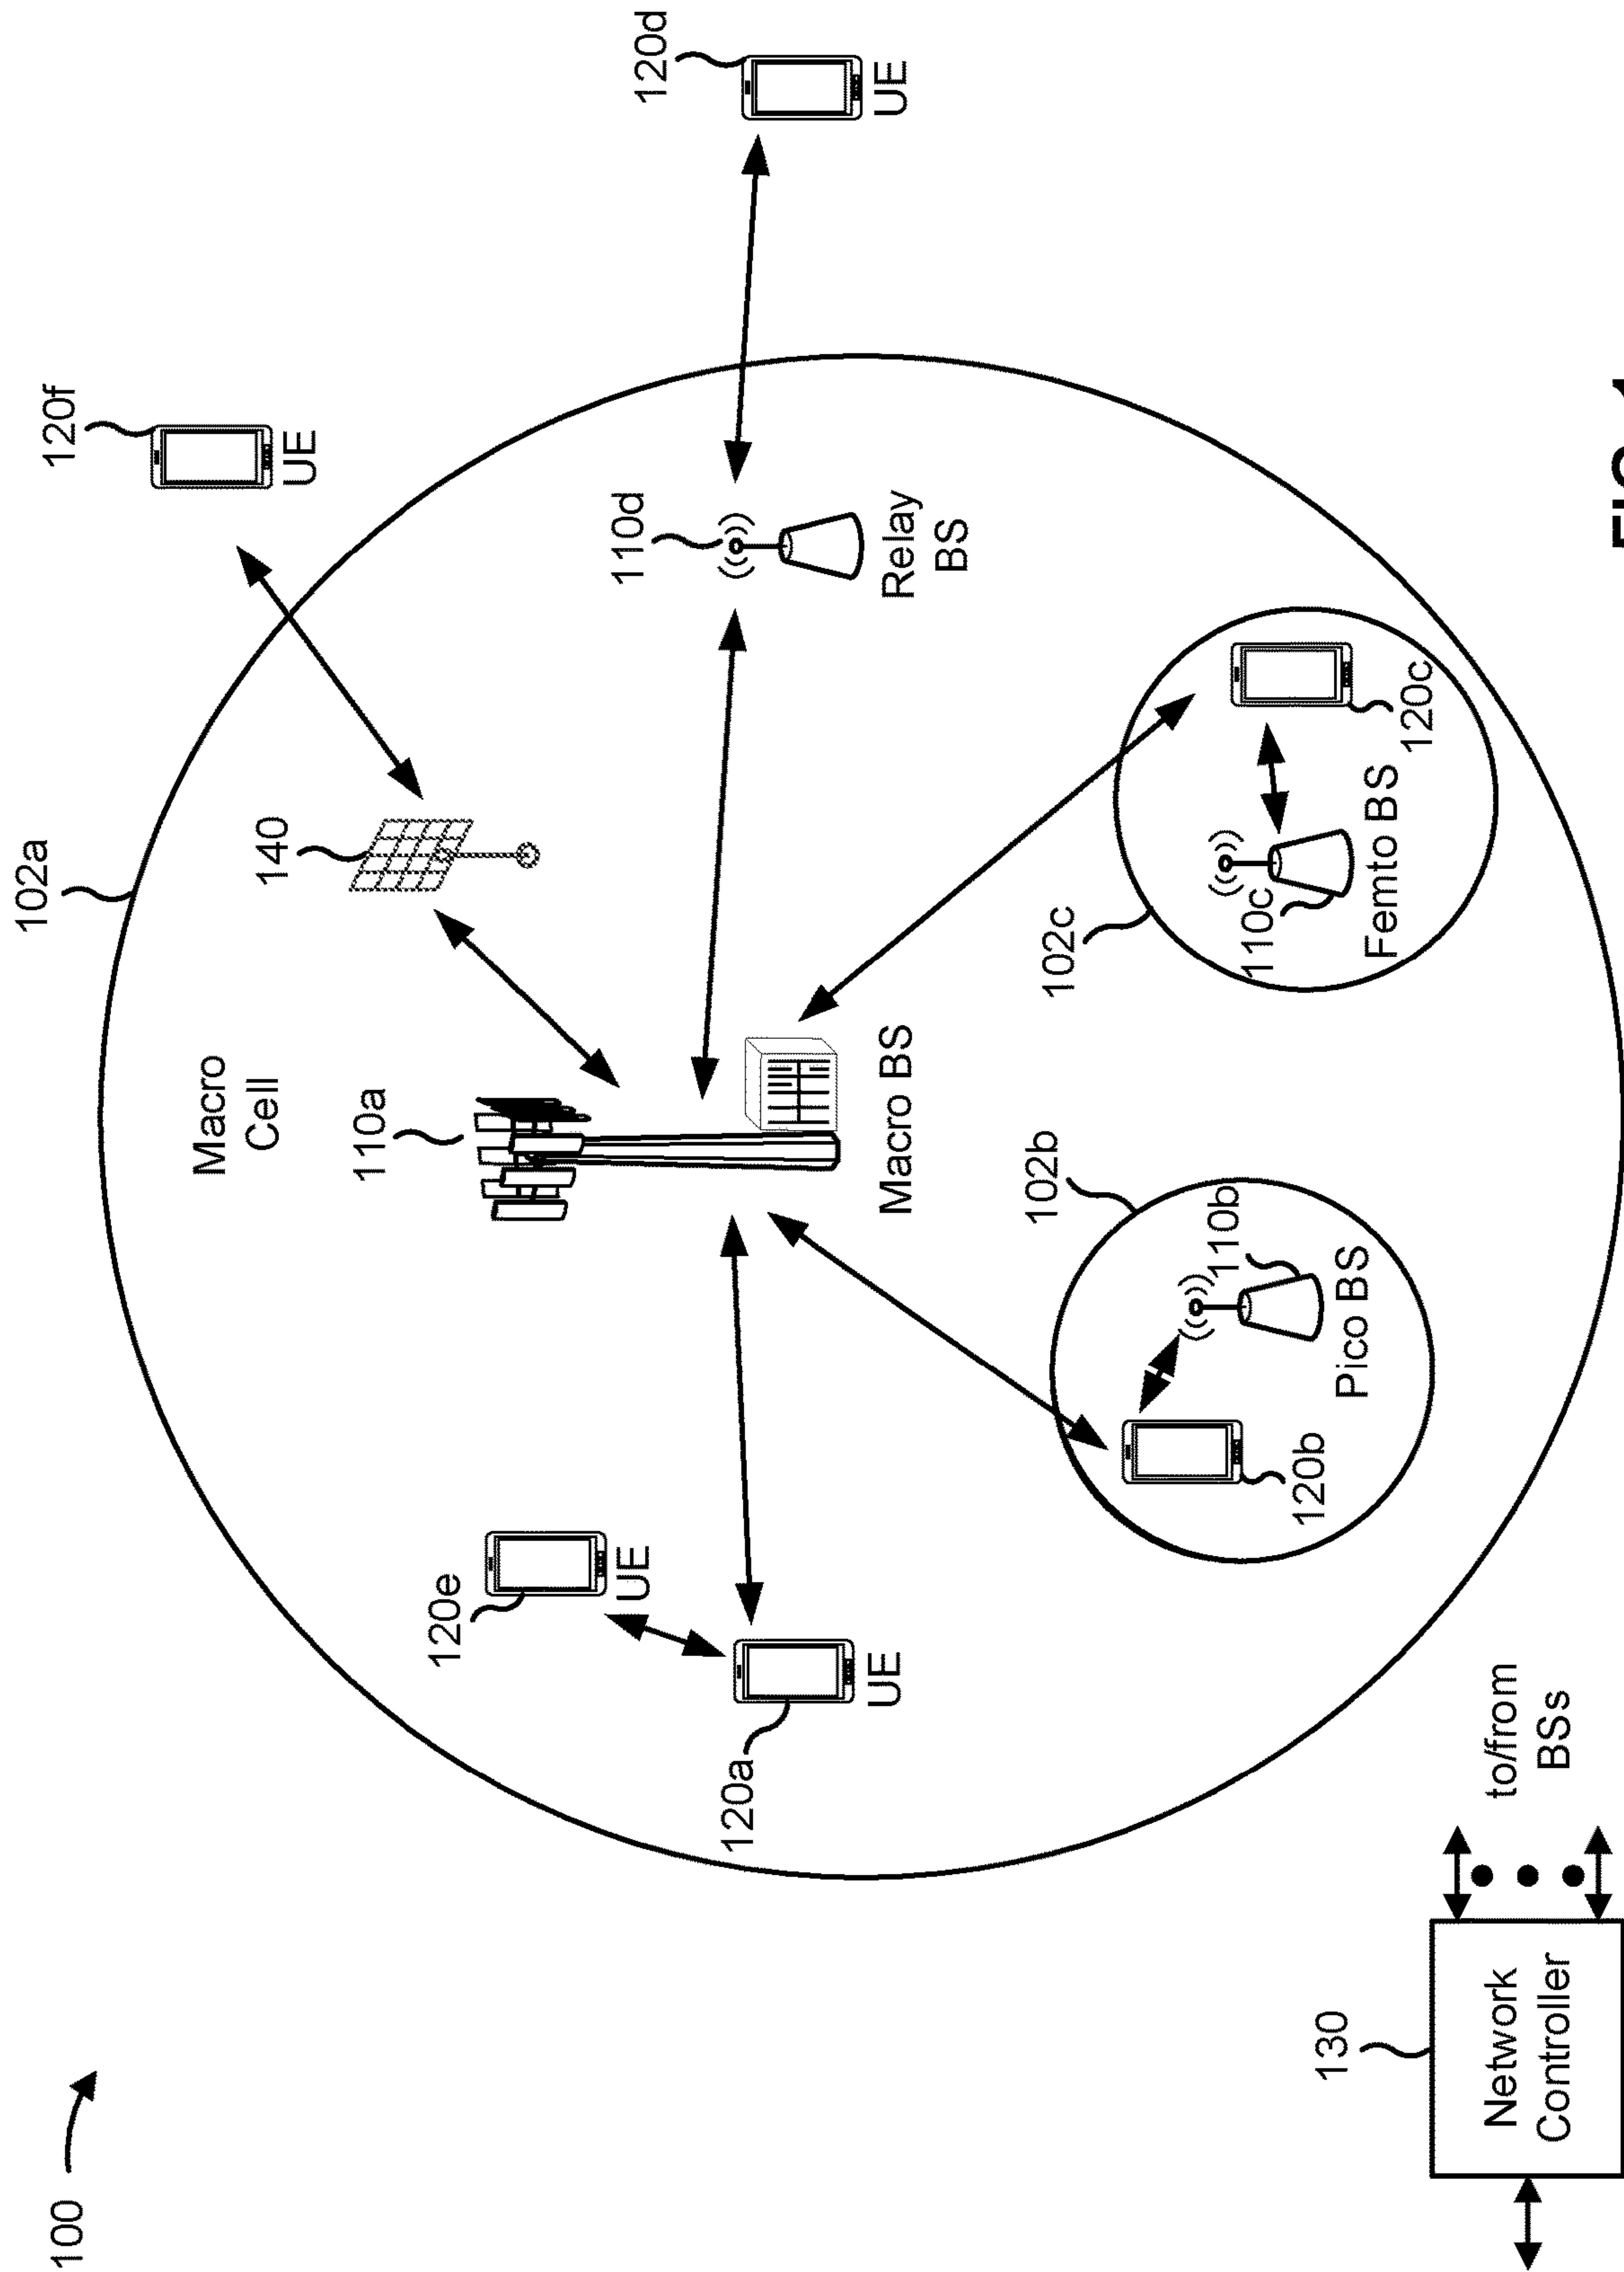 100
102a
Macro
Cell
110a
140
120f
UE
120e
UE
120a
UE
Macro BS
110d
Relay
BS
120d
UE
102b
110b
120b
Pico BS
102c
110c
120c
Femto BS
130
Network
Controller
to/from
BSs